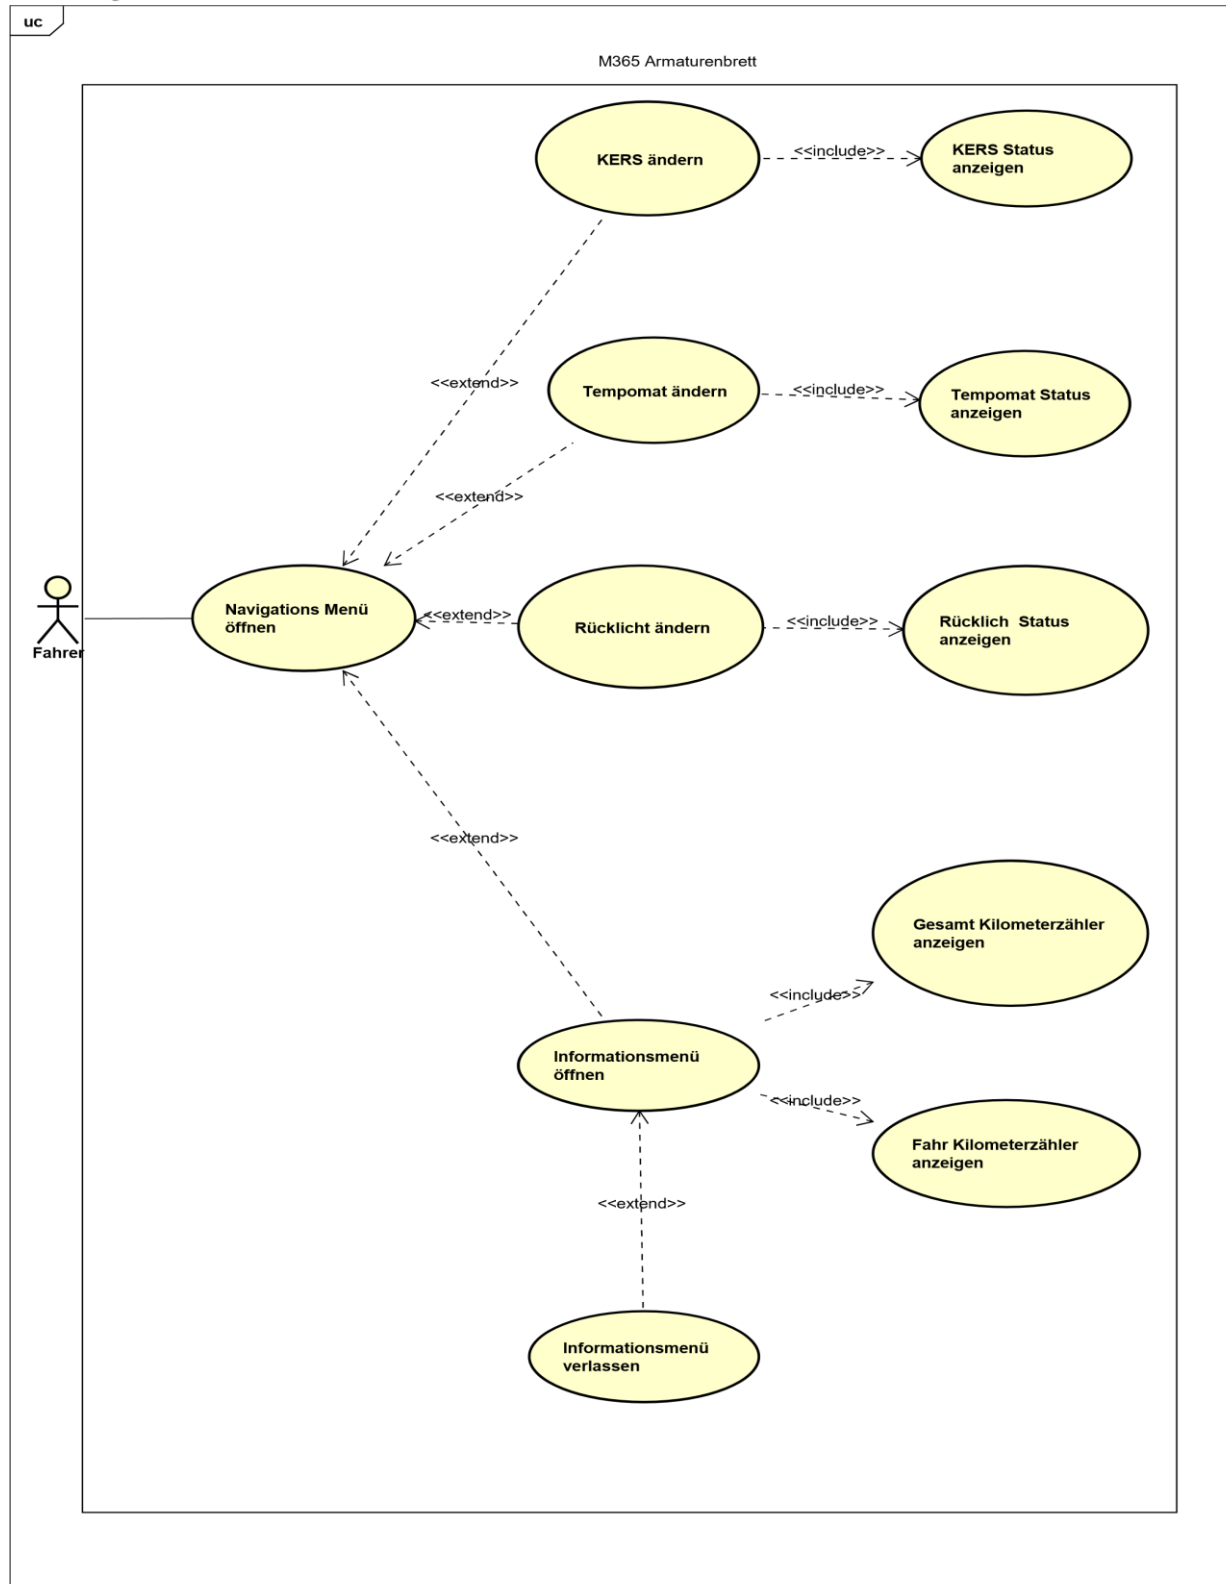 uc
M365 Armaturenbrett
KERS ändern
<<include>>
KERS Status
anzeigen
<<extend>>
Tempomat ändern
<<include>>
Tempomat Status
anzeigen
<<extend>>
Fahrer
Navigations Menü
öffnen
<<extend>>
Rücklicht ändern
<<include>>
Rücklich  Status
anzeigen
<<extend>>
Gesamt Kilometerzähler
anzeigen
<<include>>
Informationsmenü
öffnen
<<include>>
Fahr Kilometerzähler
anzeigen
<<extend>>
Informationsmenü
verlassen